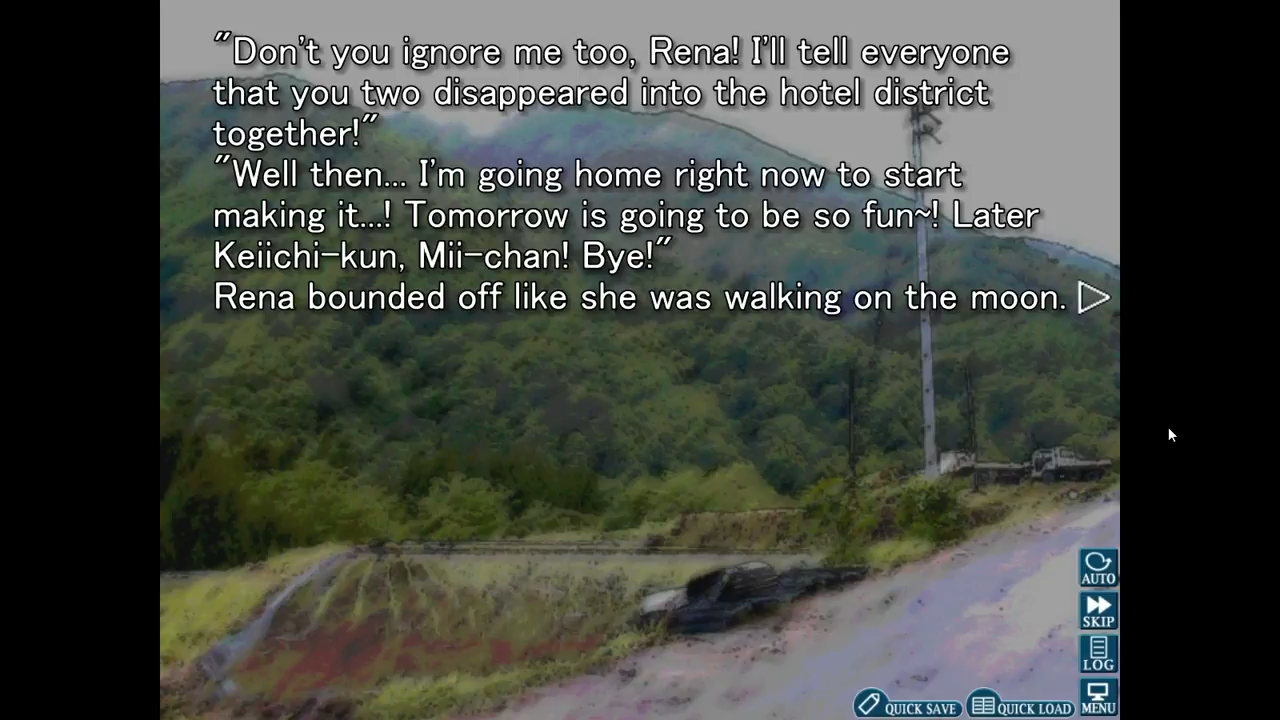 "Don't you ignore me too, Rena! I'll tell everyone
that you two disappeared into the hotel district
together!"
"Well then... I'm going home right now to start
making it...! Tomorrow is going to be so fun~! Later
Keiichi-kun, Mii-chan! Bye!"
Rena bounded off like she was walking on the moon.
AUTO
SKIP
LOG
MENU
QUICK SAVE
QUICK LOAD